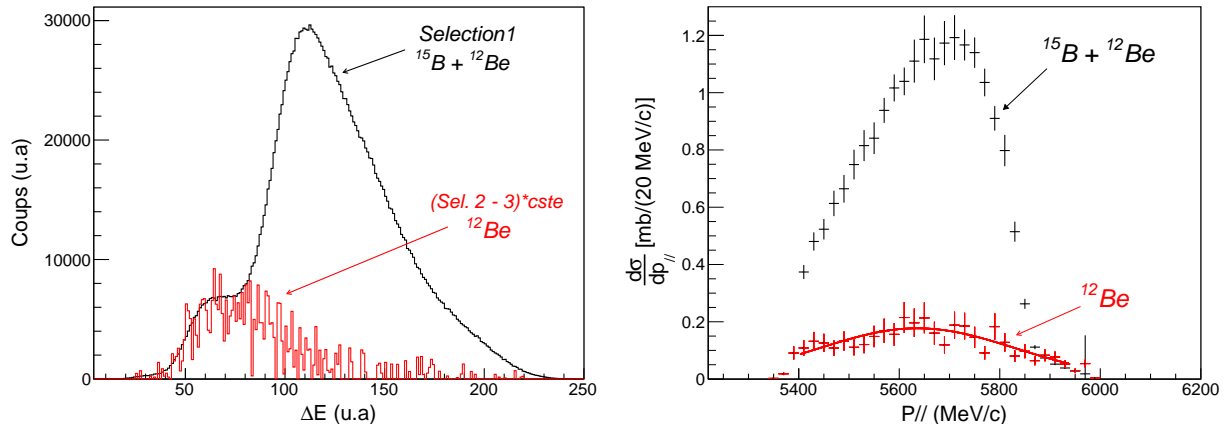 30000
20000
10000
0
Coups (u.a)
50
100
150
200
250
ΔE (u.a)
Selection1
¹⁵B + ¹²Be
(Sel. 2 - 3)*cste
¹²Be
1.2
1
0.8
0.6
0.4
0.2
0
dσ/dp// [mb/(20 MeV/c)]
5400
5600
5800
6000
6200
P// (MeV/c)
¹⁵B + ¹²Be
¹²Be